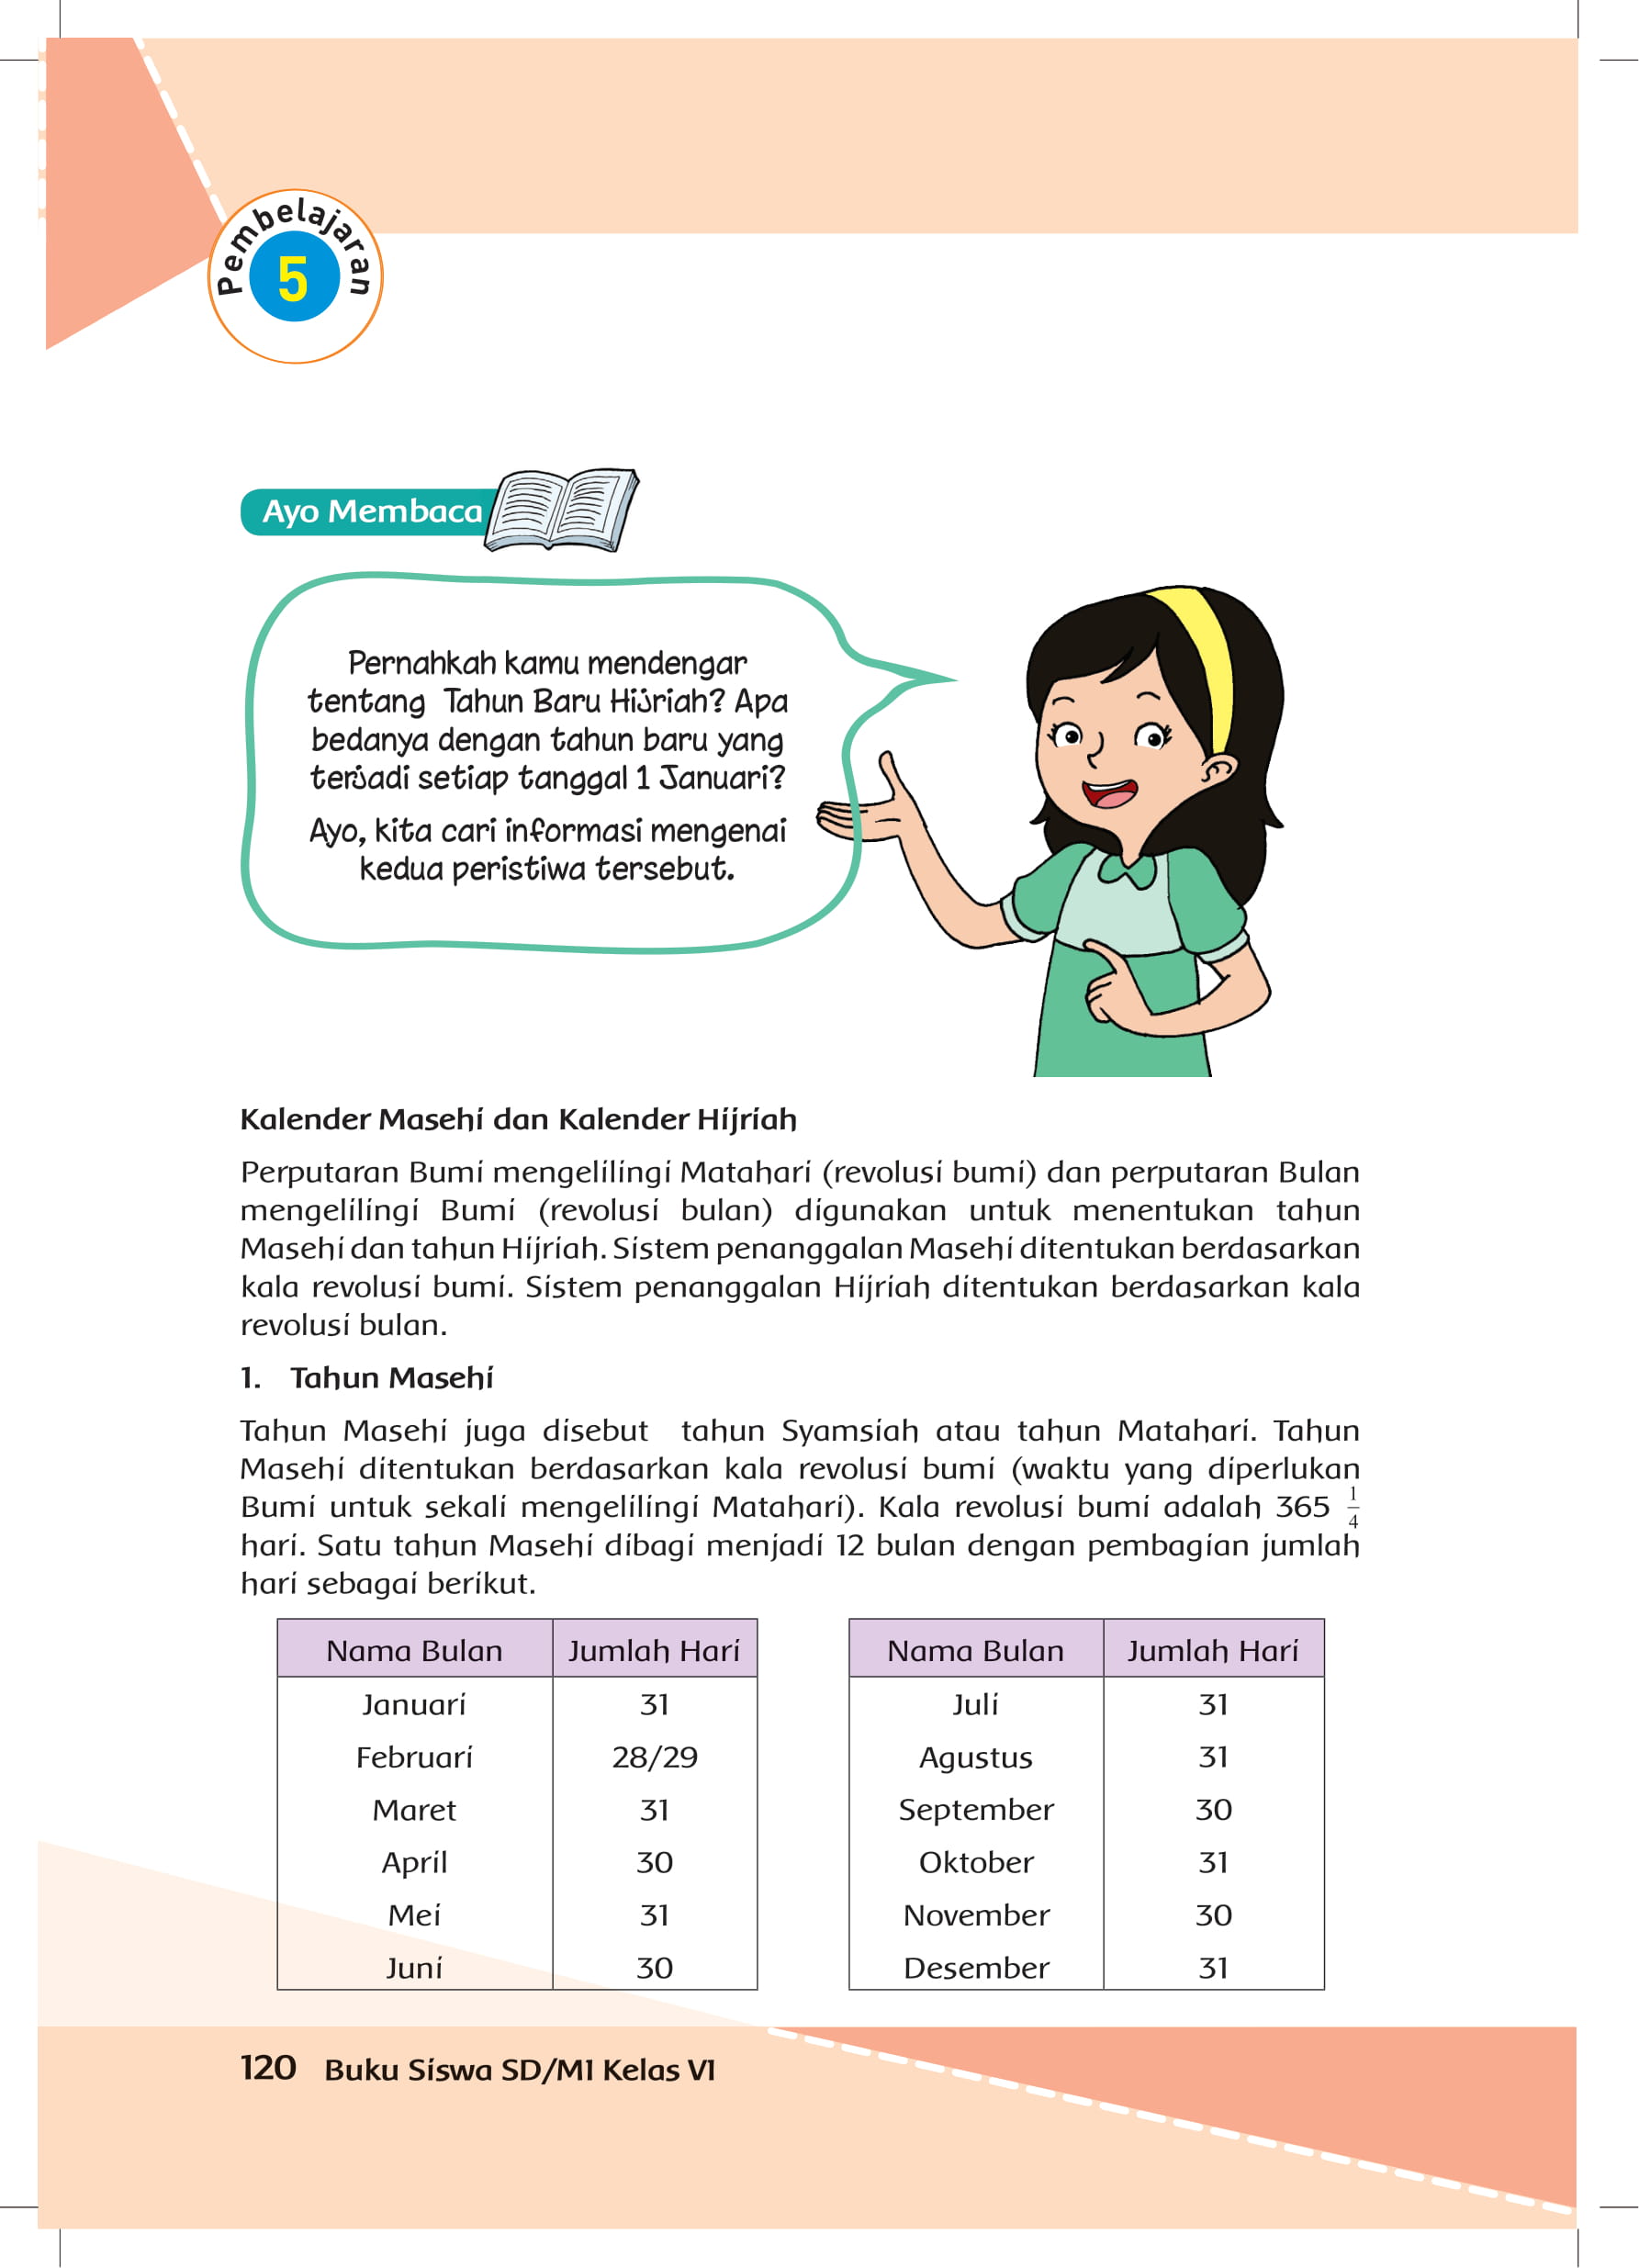 Pembelajaran
5
Ayo Membaca
Pernahkah kamu mendengar
tentang Tahun Baru Hijriah? Apa
bedanya dengan tahun baru yang
terjadi setiap tanggal 1 Januari?
Ayo, kita cari informasi mengenai
kedua peristiwa tersebut.
Kalender Masehi dan Kalender Hijriah
Perputaran Bumi mengelilingi Matahari (revolusi bumi) dan perputaran Bulan
mengelilingi Bumi (revolusi bulan) digunakan untuk menentukan tahun
Masehi dan tahun Hijriah. Sistem penanggalan Masehi ditentukan berdasarkan
kala revolusi bumi. Sistem penanggalan Hijriah ditentukan berdasarkan kala
revolusi bulan.
1. Tahun Masehi
Tahun Masehi juga disebut tahun Syamsiah atau tahun Matahari. Tahun
Masehi ditentukan berdasarkan kala revolusi bumi (waktu yang diperlukan
Bumi untuk sekali mengelilingi Matahari). Kala revolusi bumi adalah 365 1/4
hari. Satu tahun Masehi dibagi menjadi 12 bulan dengan pembagian jumlah
hari sebagai berikut.
Nama Bulan Jumlah Hari
Januari 31
Februari 28/29
Maret 31
April 30
Mei 31
Juni 30
Nama Bulan Jumlah Hari
Juli 31
Agustus 31
September 30
Oktober 31
November 30
Desember 31
120 Buku Siswa SD/MI Kelas VI